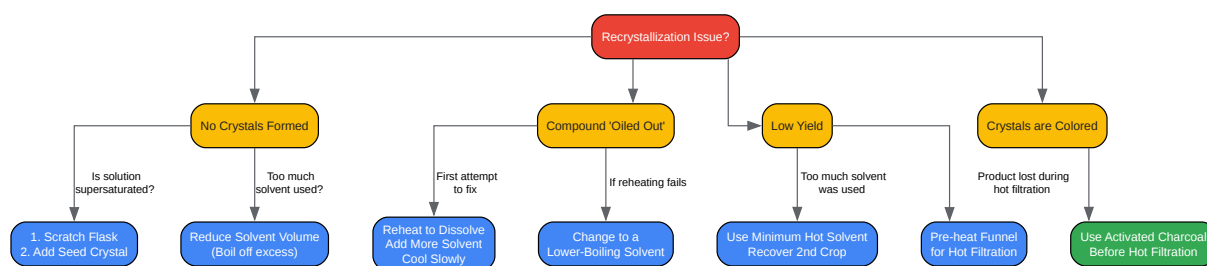 Recrystallization Issue?
No Crystals Formed
Compound 'Oiled Out'
Low Yield
Crystals are Colored
Is solution
supersaturated?
Too much
solvent used?
First attempt
to fix
If reheating fails
Too much solvent
was used
Product lost during
hot filtration
1. Scratch Flask
2. Add Seed Crystal
Reduce Solvent Volume
(Boil off excess)
Reheat to Dissolve
Add More Solvent
Cool Slowly
Change to a
Lower-Boiling Solvent
Use Minimum Hot Solvent
Recover 2nd Crop
Pre-heat Funnel
for Hot Filtration
Use Activated Charcoal
Before Hot Filtration